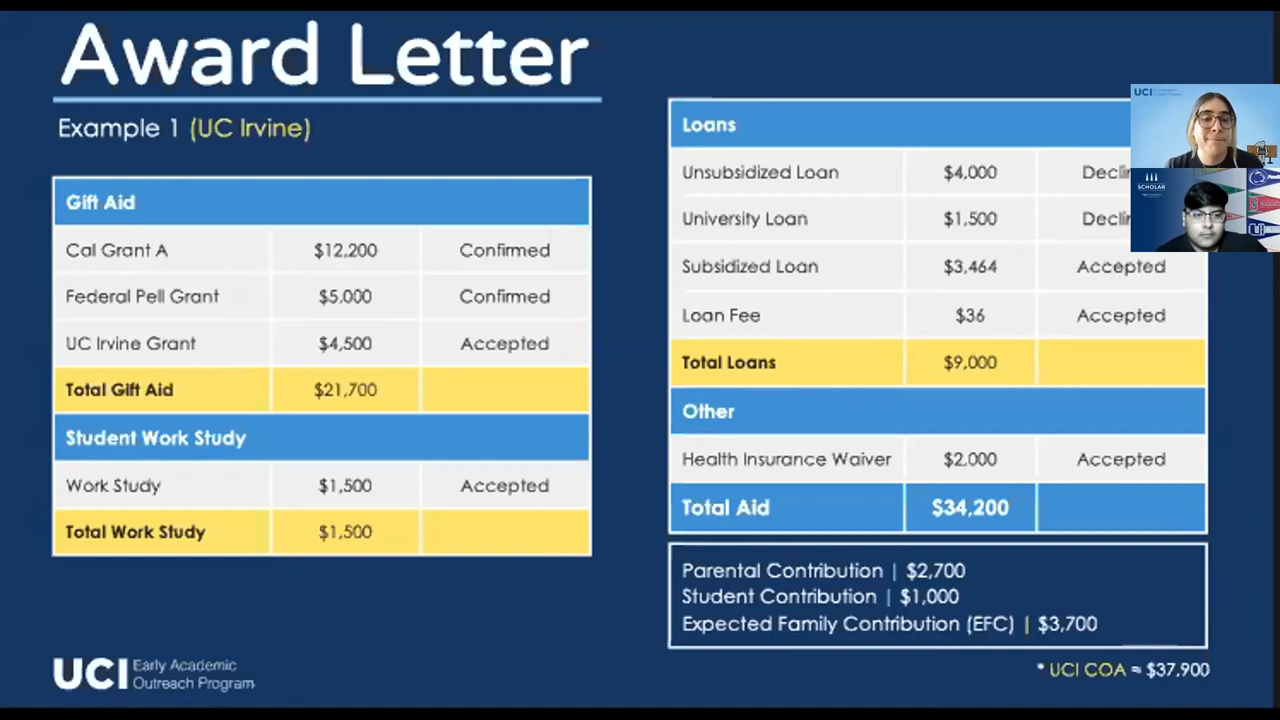 Award Letter
Example 1 (UC Irvine)
Gift Aid
Cal Grant A $12,200 Confirmed
Federal Pell Grant $5,000 Confirmed
UC Irvine Grant $4,500 Accepted
Total Gift Aid $21,700
Student Work Study
Work Study $1,500 Accepted
Total Work Study $1,500
Loans
Unsubsidized Loan $4,000
University Loan $1,500
Subsidized Loan $3,464 Accepted
Loan Fee $36 Accepted
Total Loans $9,000
Other
Health Insurance Waiver $2,000 Accepted
Total Aid $34,200
Parental Contribution | $2,700
Student Contribution | $1,000
Expected Family Contribution (EFC) | $3,700
* UCI COA ≈ $37,900
UCI Early Academic
Outreach Program
UCI
SCHOLAR